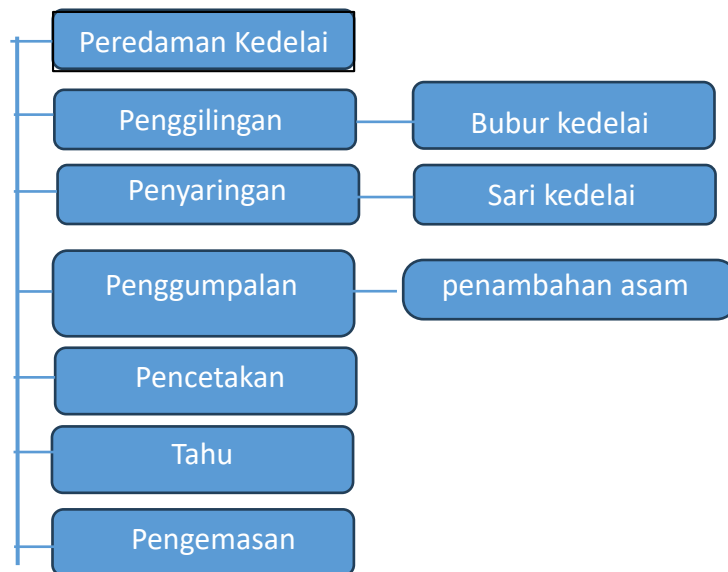 Peredaman Kedelai
Penggilingan
Bubur kedelai
Penyaringan
Sari kedelai
Penggumpalan
penambahan asam
Pencetakan
Tahu
Pengemasan